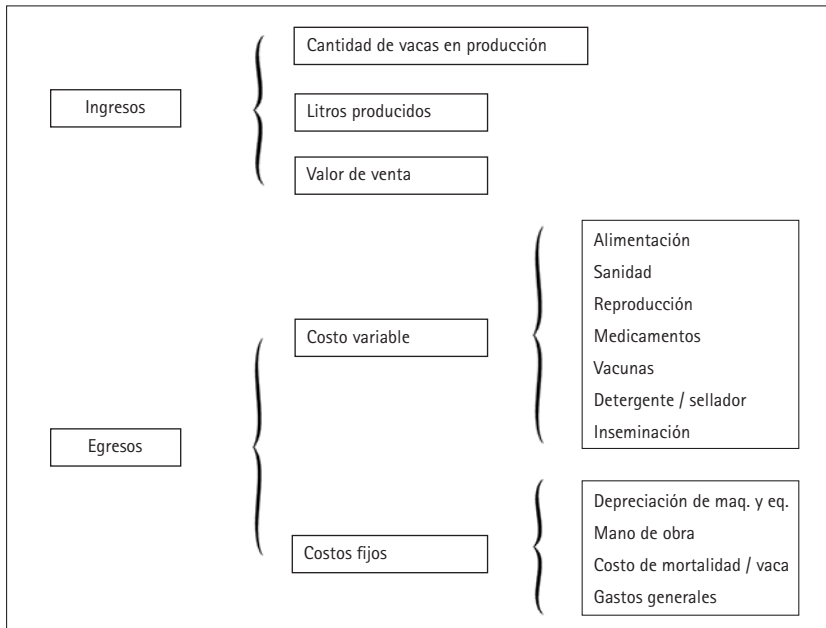 Ingresos
Cantidad de vacas en producción
Litros producidos
Valor de venta
Egresos
Costo variable
Alimentación
Sanidad
Reproducción
Medicamentos
Vacunas
Detergente / sellador
Inseminación
Costos fijos
Depreciación de maq. y eq.
Mano de obra
Costo de mortalidad / vaca
Gastos generales